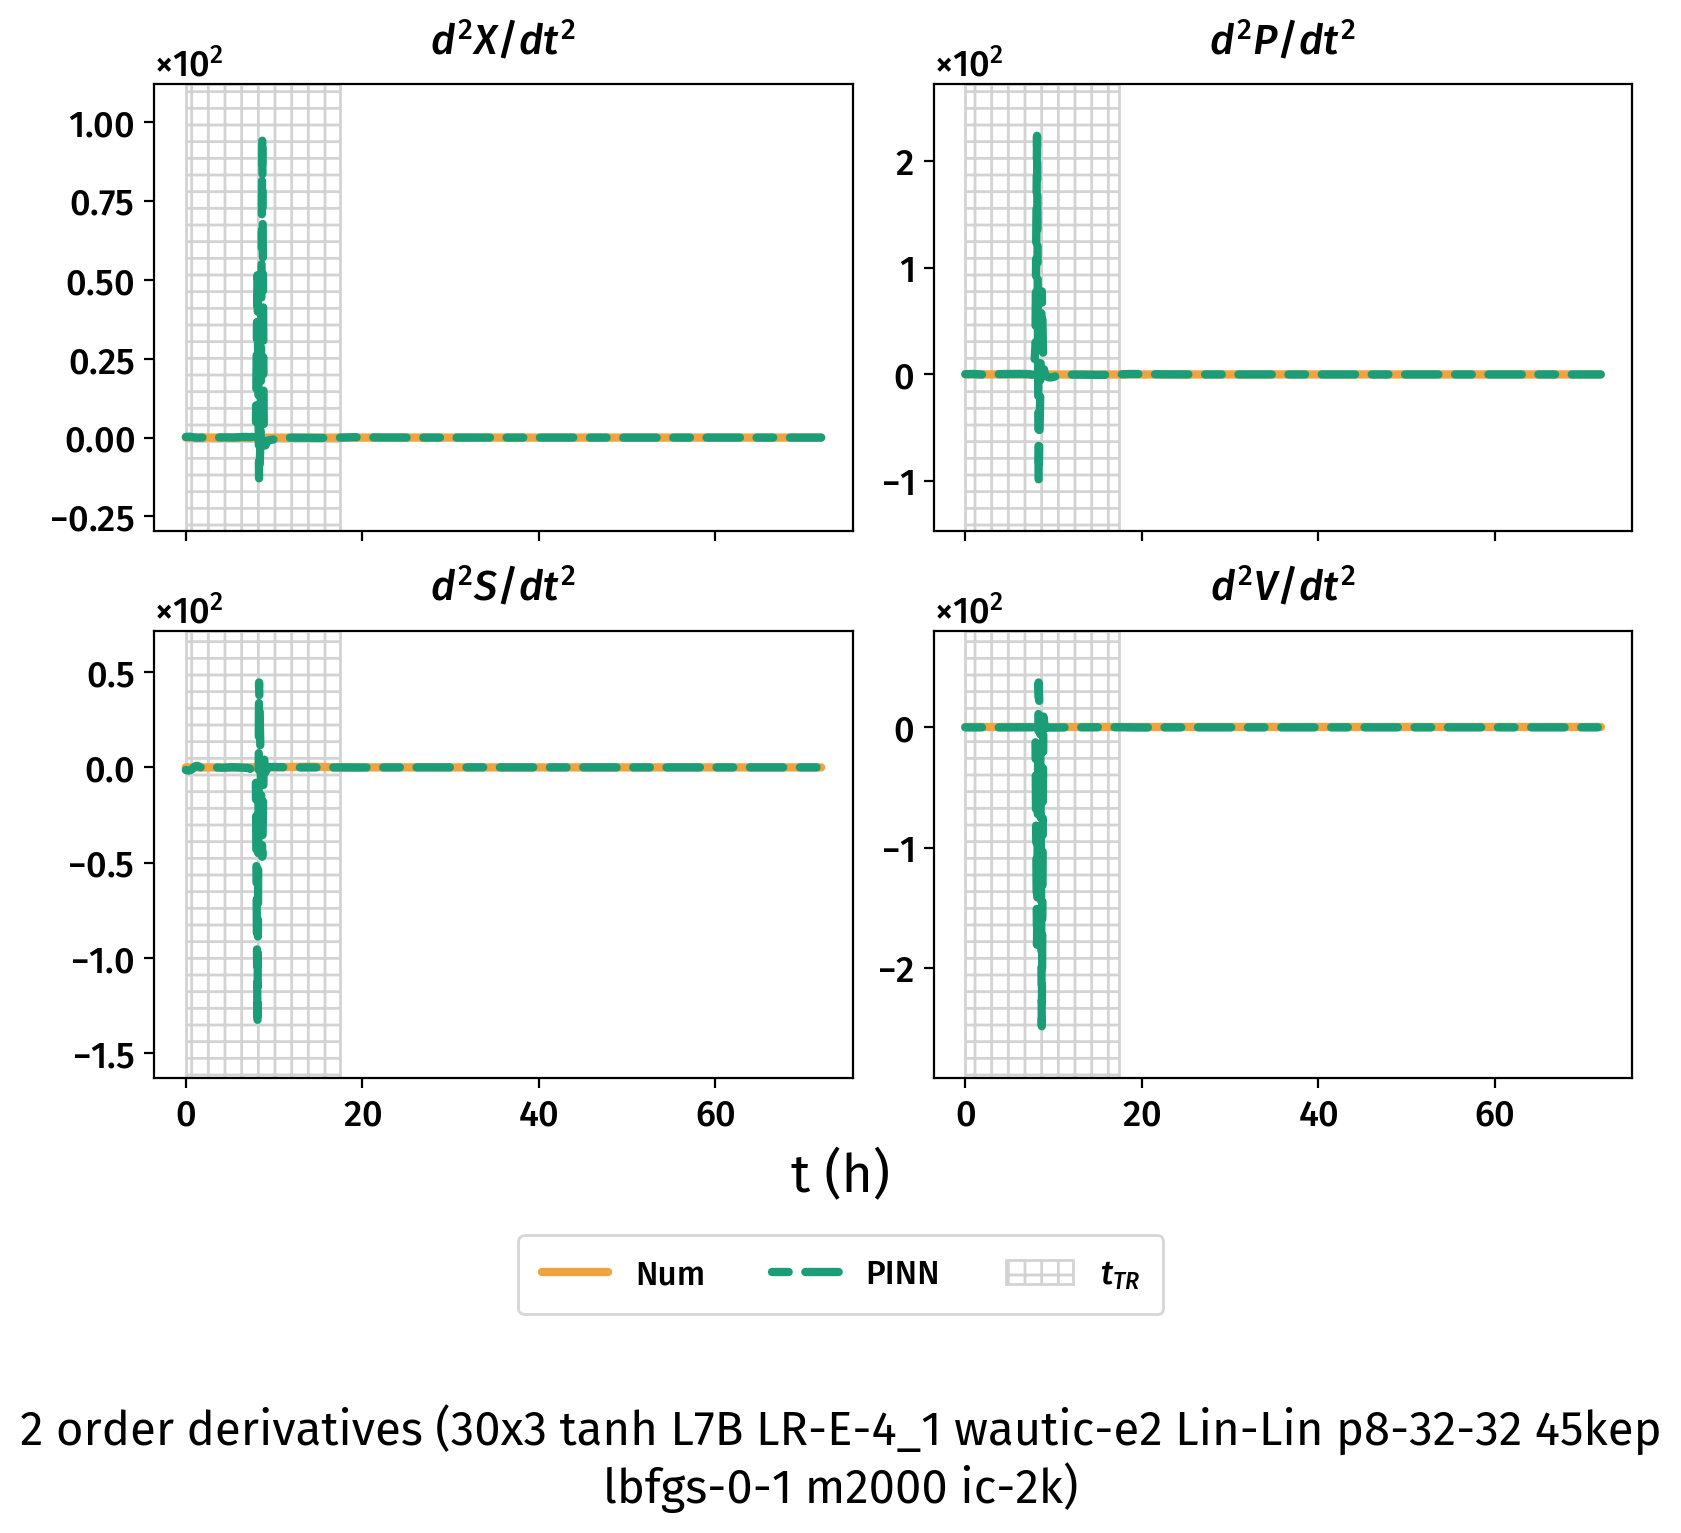 d²X/dt²
×10²
1.00
0.75
0.50
0.25
0.00
−0.25
d²P/dt²
×10²
2
1
0
−1
d²S/dt²
×10²
0.5
0.0
−0.5
−1.0
−1.5
0 20 40 60
d²V/dt²
×10²
0
−1
−2
0 20 40 60
t (h)
Num PINN t_TR
2 order derivatives (30x3 tanh L7B LR-E-4_1 wautic-e2 Lin-Lin p8-32-32 45kep
lbfgs-0-1 m2000 ic-2k)